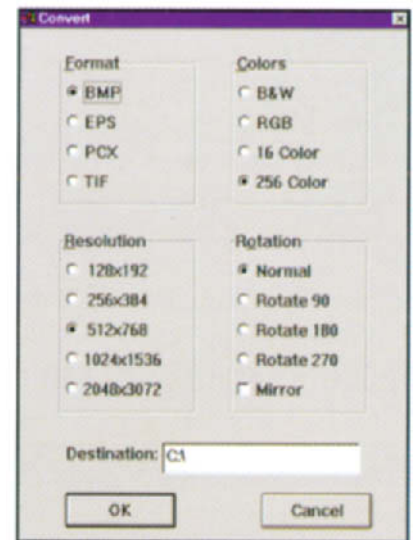 Convert
Format
BMP
EPS
PCX
TIF
Colors
B&W
RGB
16 Color
256 Color
Resolution
128x192
256x384
512x768
1024x1536
2048x3072
Rotation
Normal
Rotate 90
Rotate 180
Rotate 270
Mirror
Destination: C:\
OK
Cancel